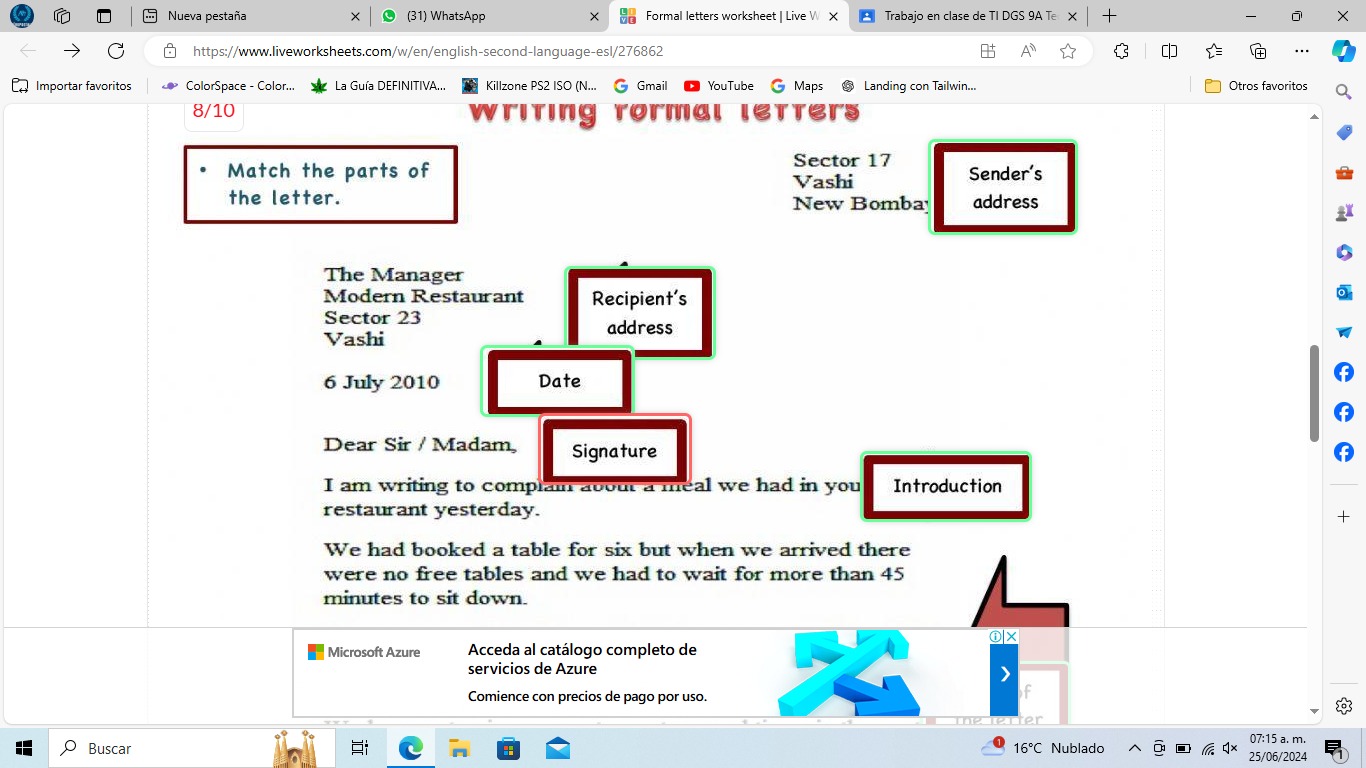 Nueva pestaña
(31) WhatsApp
Formal letters worksheet | Live W
Trabajo en clase de TI DGS 9A Te
https://www.liveworksheets.com/w/en/english-second-language-esl/276862
Importar favoritos
ColorSpace - Color...
La Guía DEFINITIVA...
Killzone PS2 ISO (N...
Gmail
YouTube
Maps
Landing con Tailwin...
Otros favoritos
8/10
Writing formal letters
• Match the parts of
the letter.
Sector 17
Vashi
New Bombay
Sender's
address
The Manager
Modern Restaurant
Sector 23
Vashi
Recipient's
address
6 July 2010
Date
Dear Sir / Madam,
Signature
I am writing to complain about a meal we had in you
restaurant yesterday.
Introduction
We had booked a table for six but when we arrived there
were no free tables and we had to wait for more than 45
minutes to sit down.
Microsoft Azure
Acceda al catálogo completo de
servicios de Azure
Comience con precios de pago por uso.
of
the letter
Buscar
16°C Nublado
07:15 a. m.
25/06/2024